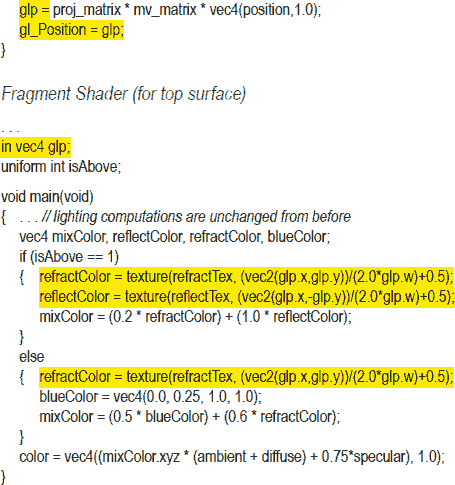 glp = proj_matrix * mv_matrix * vec4(position,1.0);
gl_Position = glp;
}
Fragment Shader (for top surface)
. . .
in vec4 glp;
uniform int isAbove;
void main(void)
{ . . . // lighting computations are unchanged from before
vec4 mixColor, reflectColor, refractColor, blueColor;
if (isAbove == 1)
{ refractColor = texture(refractTex, (vec2(glp.x,glp.y))/(2.0*glp.w)+0.5);
reflectColor = texture(reflectTex, (vec2(glp.x,-glp.y))/(2.0*glp.w)+0.5);
mixColor = (0.2 * refractColor) + (1.0 * reflectColor);
}
else
{ refractColor = texture(refractTex, (vec2(glp.x,glp.y))/(2.0*glp.w)+0.5);
blueColor = vec4(0.0, 0.25, 1.0, 1.0);
mixColor = (0.5 * blueColor) + (0.6 * refractColor);
}
color = vec4((mixColor.xyz * (ambient + diffuse) + 0.75*specular), 1.0);
}